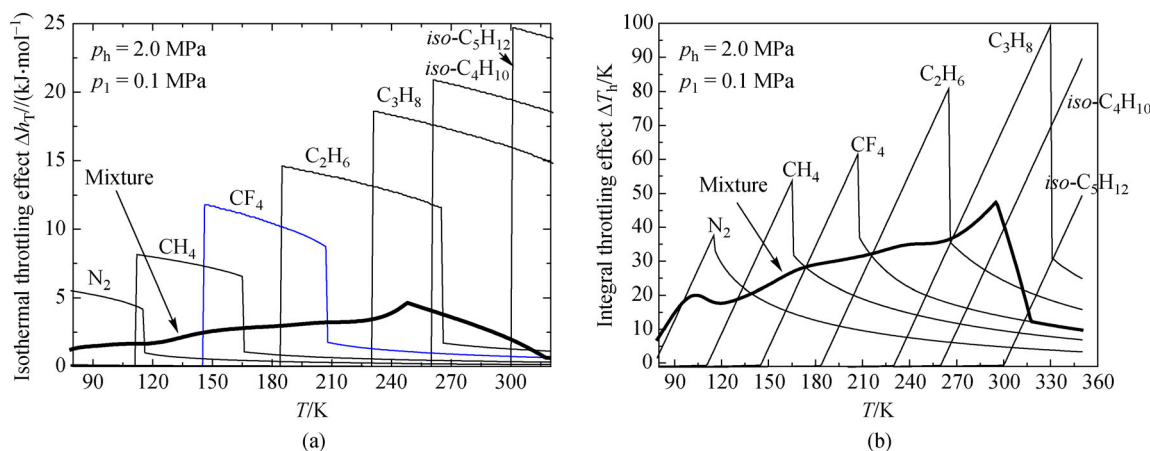 25
20
15
10
5
0
Isothermal throttling effect Δh_T//(kJ·mol⁻¹)
p_h = 2.0 MPa
p_1 = 0.1 MPa
iso-C₅H₁₂
iso-C₄H₁₀
C₃H₈
C₂H₆
Mixture
CF₄
CH₄
N₂
90 120 150 180 210 240 270 300
T/K
(a)
100
90
80
70
60
50
40
30
20
10
0
Integral throttling effect ΔT_h/K
p_h = 2.0 MPa
p_1 = 0.1 MPa
C₃H₈
C₂H₆
iso-C₄H₁₀
CF₄
CH₄
Mixture
iso-C₅H₁₂
N₂
90 120 150 180 210 240 270 300 330 360
T/K
(b)